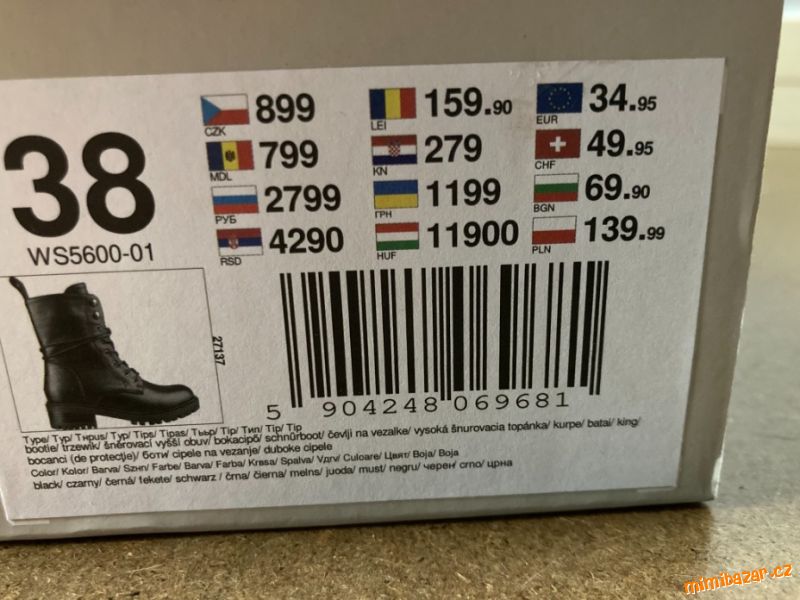 38
WS5600-01
CZK 899
LEI 159.90
EUR 34.95
MDL 799
KN 279
CHF 49.95
РУБ 2799
ГРН 1199
BGN 69.90
RSD 4290
HUF 11900
PLN 139.99
27137
5 904248 069681
Type/ Typ/ Типus/ Typ/ Tips/ Tipas/ Тъър/ Tip/ Тип/ Tip/ Tip
bootie/ trzewik/ šněrovací vyšší obuv/ bokacipő/ schnürboot/ čevlji na vezalke/ vysoká šnurovacia topánka/ kurpe/ batai/ king/
bocanci (de protecţie)/ боти/ cipele na vezanje/ duboke cipele
Color/ Kolor/ Barva/ Szín/ Farbe/ Barva/ Farba/ Krāsa/ Spalva/ Värv/ Culoare/ Цвят/ Boja/ Boja
black/ czarny/ černá/ fekete/ schwarz / črna/ čierna/ melns/ juoda/ must/ negru/ черен/ crno/ црна
mimibazar.cz